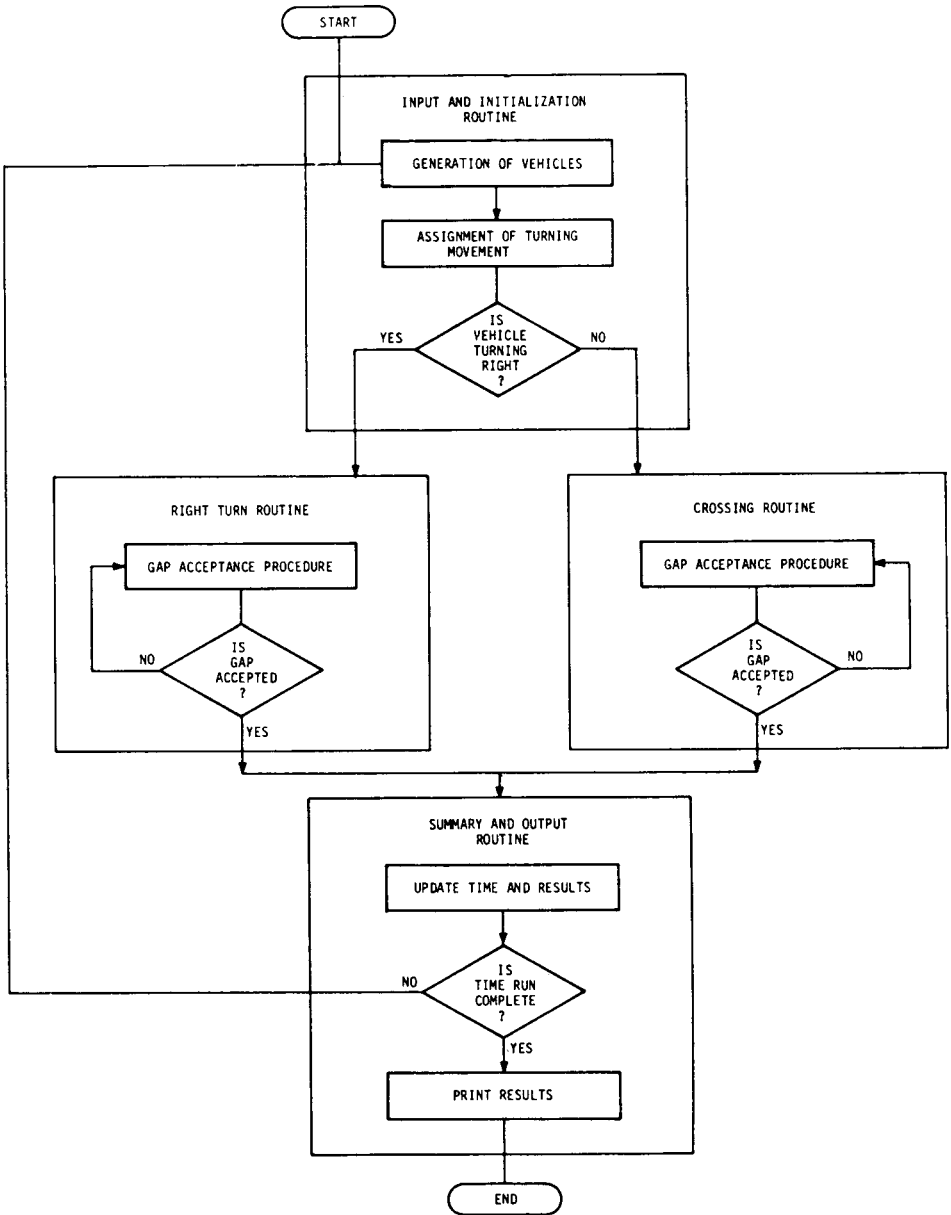 START
INPUT AND INITIALIZATION
ROUTINE
GENERATION OF VEHICLES
ASSIGNMENT OF TURNING
MOVEMENT
IS
VEHICLE
TURNING
RIGHT
?
YES
NO
RIGHT TURN ROUTINE
GAP ACCEPTANCE PROCEDURE
IS
GAP
ACCEPTED
?
NO
YES
CROSSING ROUTINE
GAP ACCEPTANCE PROCEDURE
IS
GAP
ACCEPTED
?
NO
YES
SUMMARY AND OUTPUT
ROUTINE
UPDATE TIME AND RESULTS
IS
TIME RUN
COMPLETE
?
NO
YES
PRINT RESULTS
END